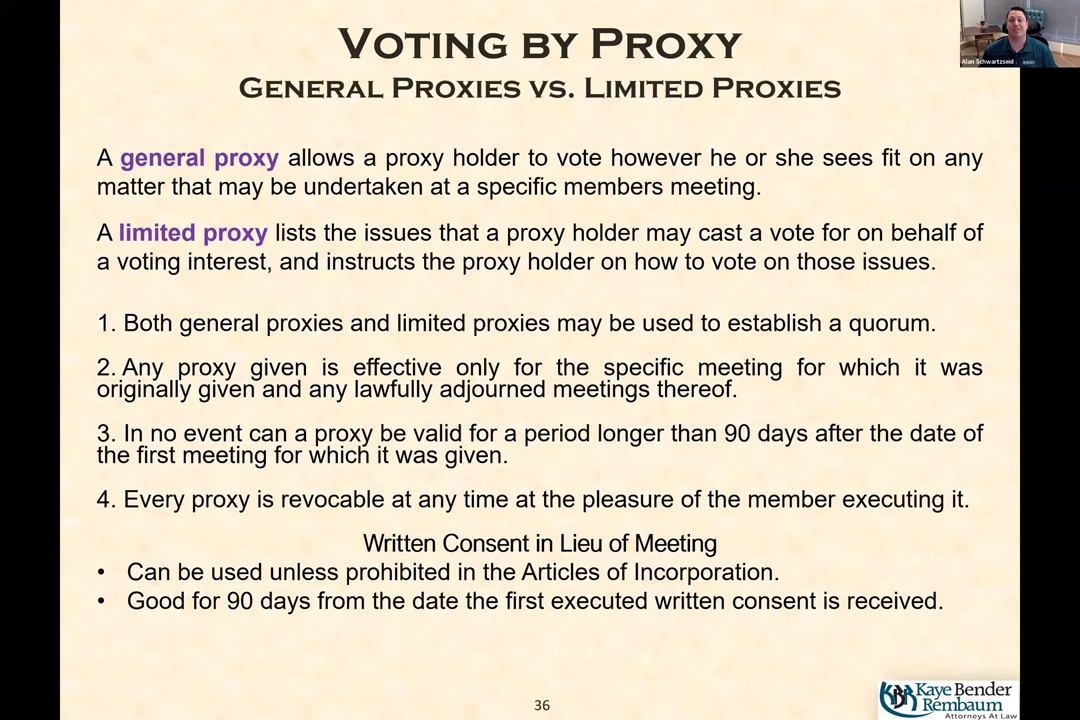 VOTING BY PROXY
GENERAL PROXIES VS. LIMITED PROXIES
Alan Schwartzseid
A general proxy allows a proxy holder to vote however he or she sees fit on any
matter that may be undertaken at a specific members meeting.
A limited proxy lists the issues that a proxy holder may cast a vote for on behalf of
a voting interest, and instructs the proxy holder on how to vote on those issues.
1. Both general proxies and limited proxies may be used to establish a quorum.
2. Any proxy given is effective only for the specific meeting for which it was
originally given and any lawfully adjourned meetings thereof.
3. In no event can a proxy be valid for a period longer than 90 days after the date of
the first meeting for which it was given.
4. Every proxy is revocable at any time at the pleasure of the member executing it.
Written Consent in Lieu of Meeting
• Can be used unless prohibited in the Articles of Incorporation.
• Good for 90 days from the date the first executed written consent is received.
36
KBR Kaye Bender
Rembaum
Attorneys At Law